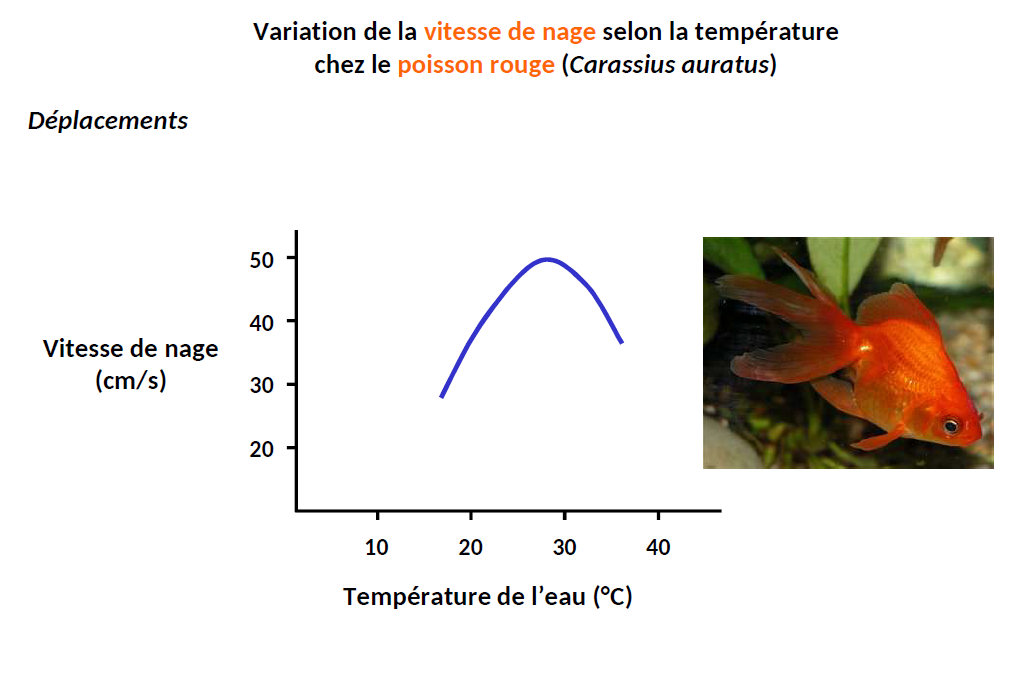 Variation de la vitesse de nage selon la température
chez le poisson rouge (Carassius auratus)
Déplacements
50
40
30
20
Vitesse de nage
(cm/s)
10 20 30 40
Température de l’eau (°C)